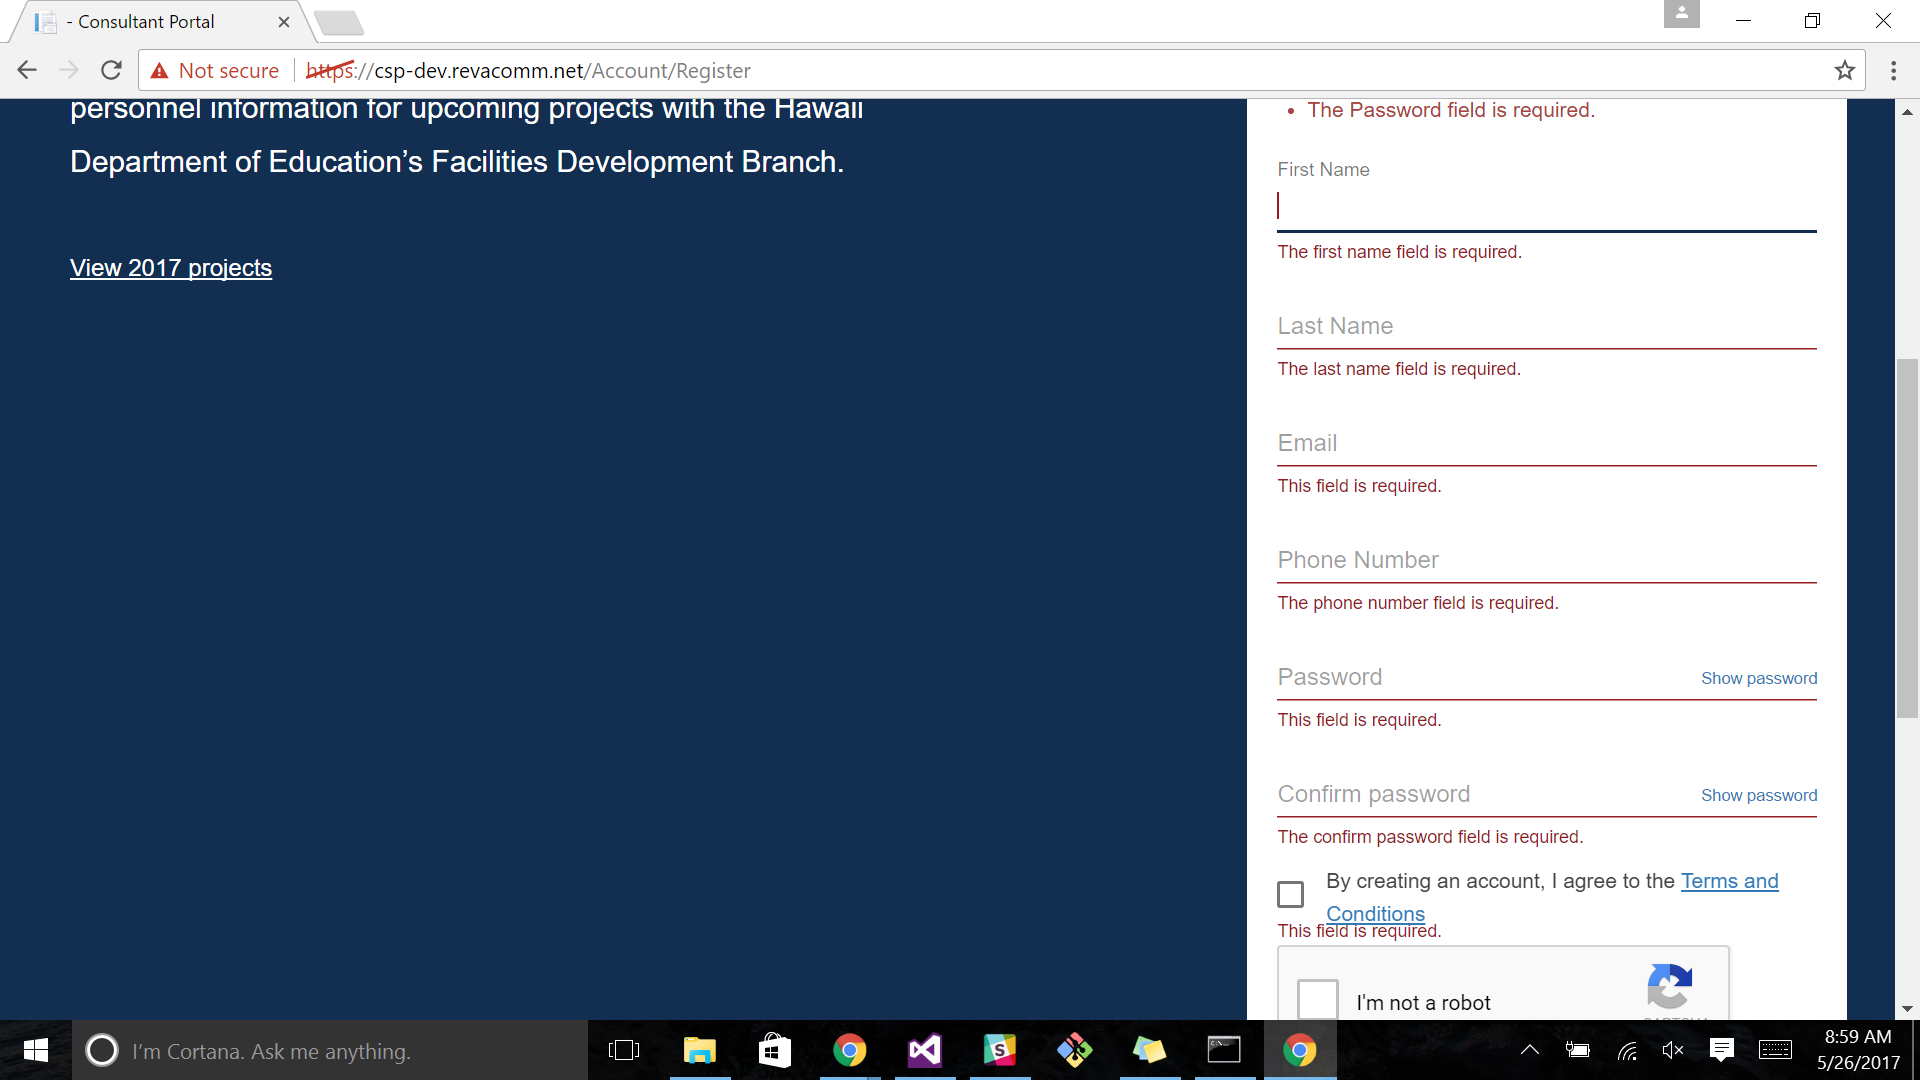 - Consultant Portal
Not secure
https://csp-dev.revacomm.net/Account/Register
personnel information for upcoming projects with the Hawaii
Department of Education’s Facilities Development Branch.
View 2017 projects
• The Password field is required.
First Name
The first name field is required.
Last Name
The last name field is required.
Email
This field is required.
Phone Number
The phone number field is required.
Password
Show password
This field is required.
Confirm password
Show password
The confirm password field is required.
By creating an account, I agree to the Terms and
Conditions
This field is required.
I'm not a robot
I'm Cortana. Ask me anything.
8:59 AM
5/26/2017